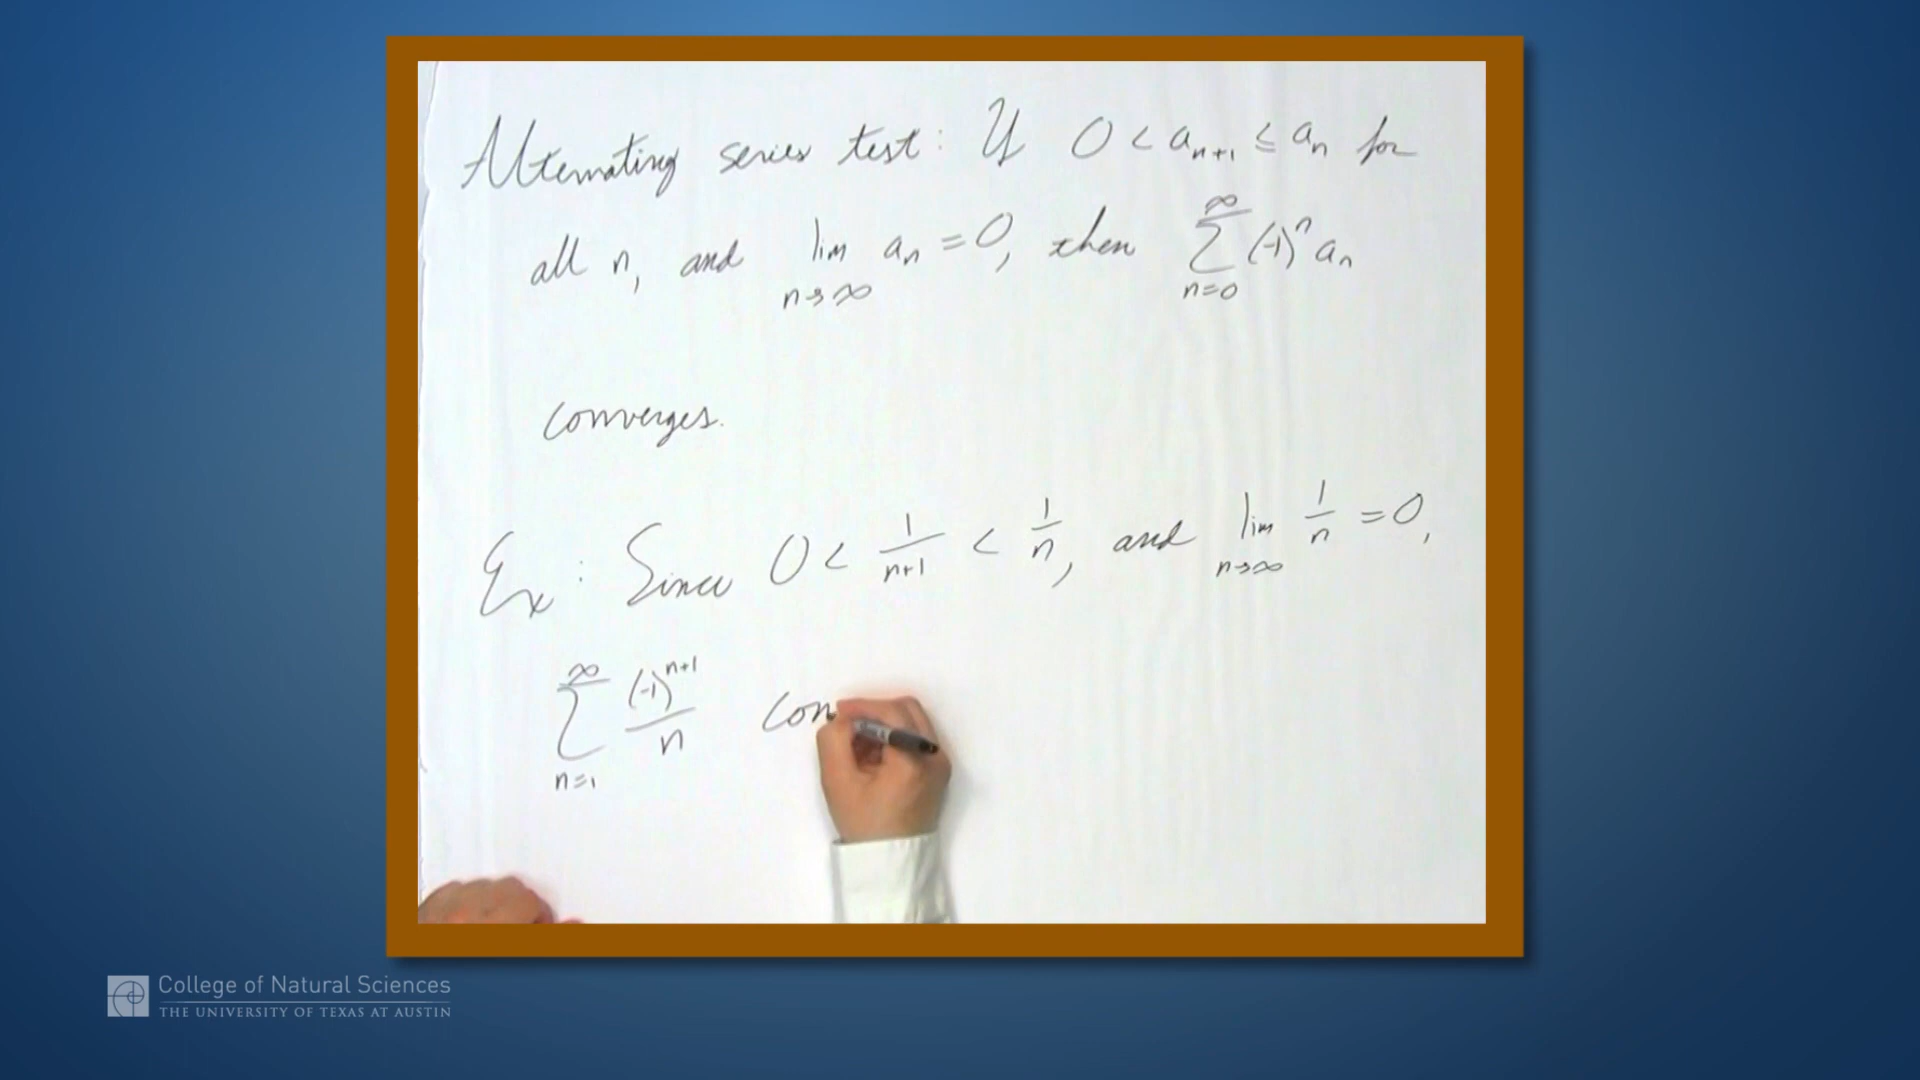 Alternating series test: If 0 < aₙ₊₁ ≤ aₙ for
all n, and lim n→∞ aₙ = 0, then ∑ n=0 ∞ (-1)ⁿ aₙ
converges.
Ex: Since 0 < 1/(n+1) < 1/n, and lim n→∞ 1/n = 0,
∑ n=1 ∞ (-1)ⁿ⁺¹/n con
College of Natural Sciences
THE UNIVERSITY OF TEXAS AT AUSTIN